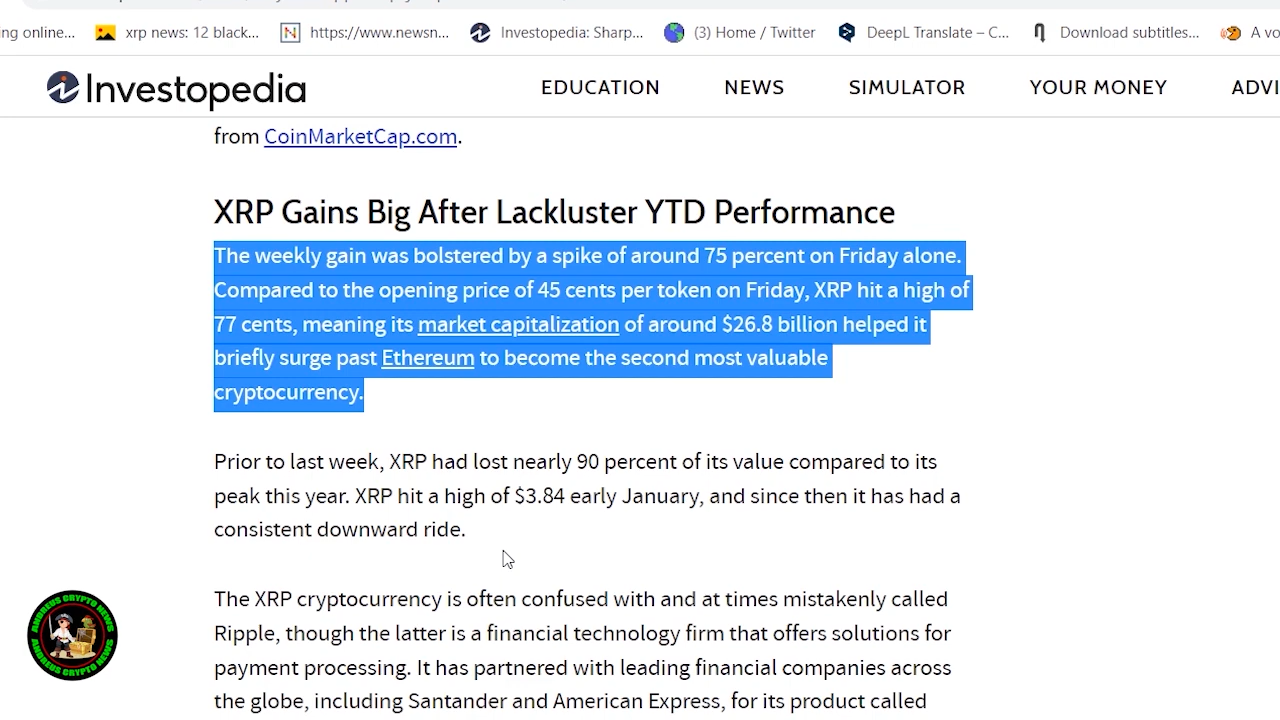 ing online... xrp news: 12 black... https://www.newsn... Investopedia: Sharp... (3) Home / Twitter DeepL Translate – C... Download subtitles... A vo
Investopedia EDUCATION NEWS SIMULATOR YOUR MONEY ADVI
from CoinMarketCap.com.
XRP Gains Big After Lackluster YTD Performance
The weekly gain was bolstered by a spike of around 75 percent on Friday alone.
Compared to the opening price of 45 cents per token on Friday, XRP hit a high of
77 cents, meaning its market capitalization of around $26.8 billion helped it
briefly surge past Ethereum to become the second most valuable
cryptocurrency.
Prior to last week, XRP had lost nearly 90 percent of its value compared to its
peak this year. XRP hit a high of $3.84 early January, and since then it has had a
consistent downward ride.
The XRP cryptocurrency is often confused with and at times mistakenly called
Ripple, though the latter is a financial technology firm that offers solutions for
payment processing. It has partnered with leading financial companies across
the globe, including Santander and American Express, for its product called
ANDREUS CRYPTO NEWS
ANDREUS CRYPTO NEWS